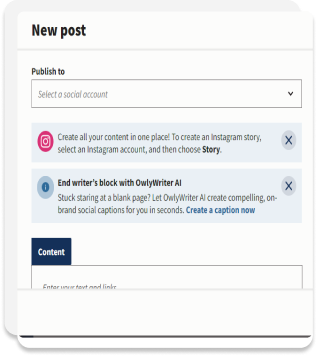 New post
Publish to
Select a social account
Create all your content in one place! To create an Instagram story,
select an Instagram account, and then choose Story.
End writer's block with OwlyWriter AI
Stuck staring at a blank page? Let OwlyWriter AI create compelling, on-
brand social captions for you in seconds. Create a caption now
Content
Enter your text and links